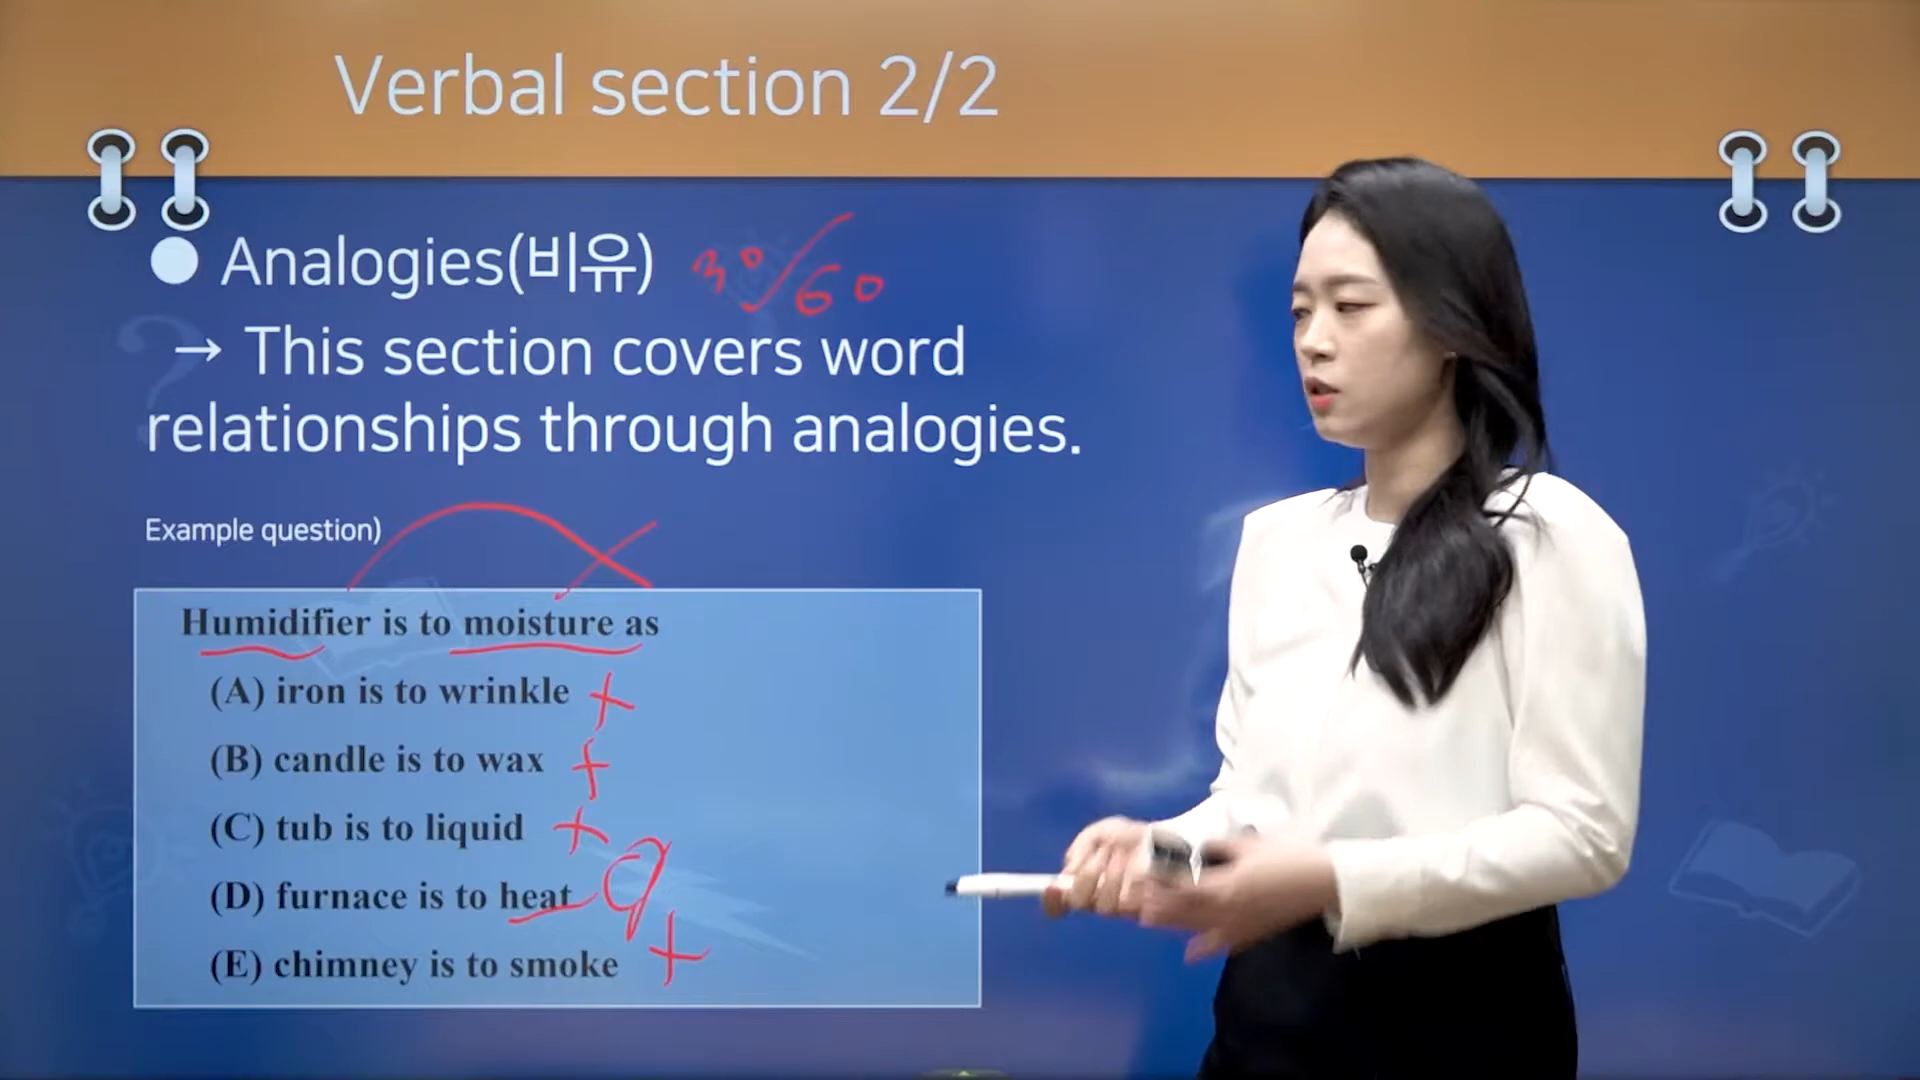 Verbal section 2/2
Analogies(비유) 30/60
→ This section covers word
relationships through analogies.
Example question)
Humidifier is to moisture as
(A) iron is to wrinkle
(B) candle is to wax
(C) tub is to liquid
(D) furnace is to heat
(E) chimney is to smoke